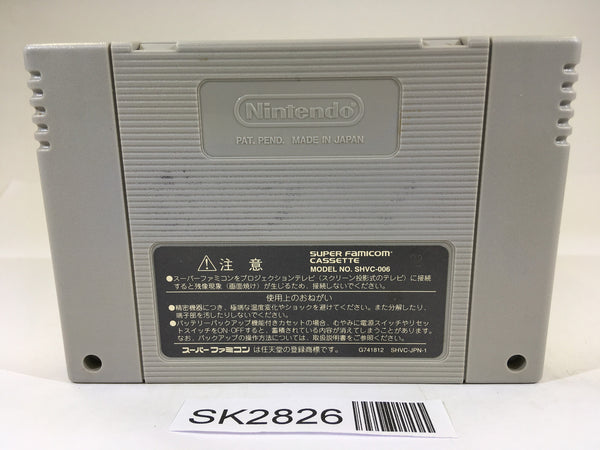 Nintendo
PAT. PEND. MADE IN JAPAN
⚠注意
SUPER FAMICOM™
CASSETTE
MODEL NO. SHVC-006
●スーパーファミコンをプロジェクションテレビ(スクリーン投影式のテレビ)に接続
すると残像現象(画面焼け)が生じるため、接続しないでください。
使用上のおねがい
●精密機器につき、極端な温度変化やショックを避けてください。また分解したり、
端子部を汚したりしないでください。
●バッテリーバックアップ機能付きカセットの場合、むやみに電源スイッチやリセ
ットスイッチをON・OFFすると、蓄積されている内容が消えてしまうことがあります。
なお、バックアップの操作方法については、取扱説明書をご参照ください。
スーパーファミコン は任天堂の登録商標です。
G741812 SHVC-JPN-1
SK2826